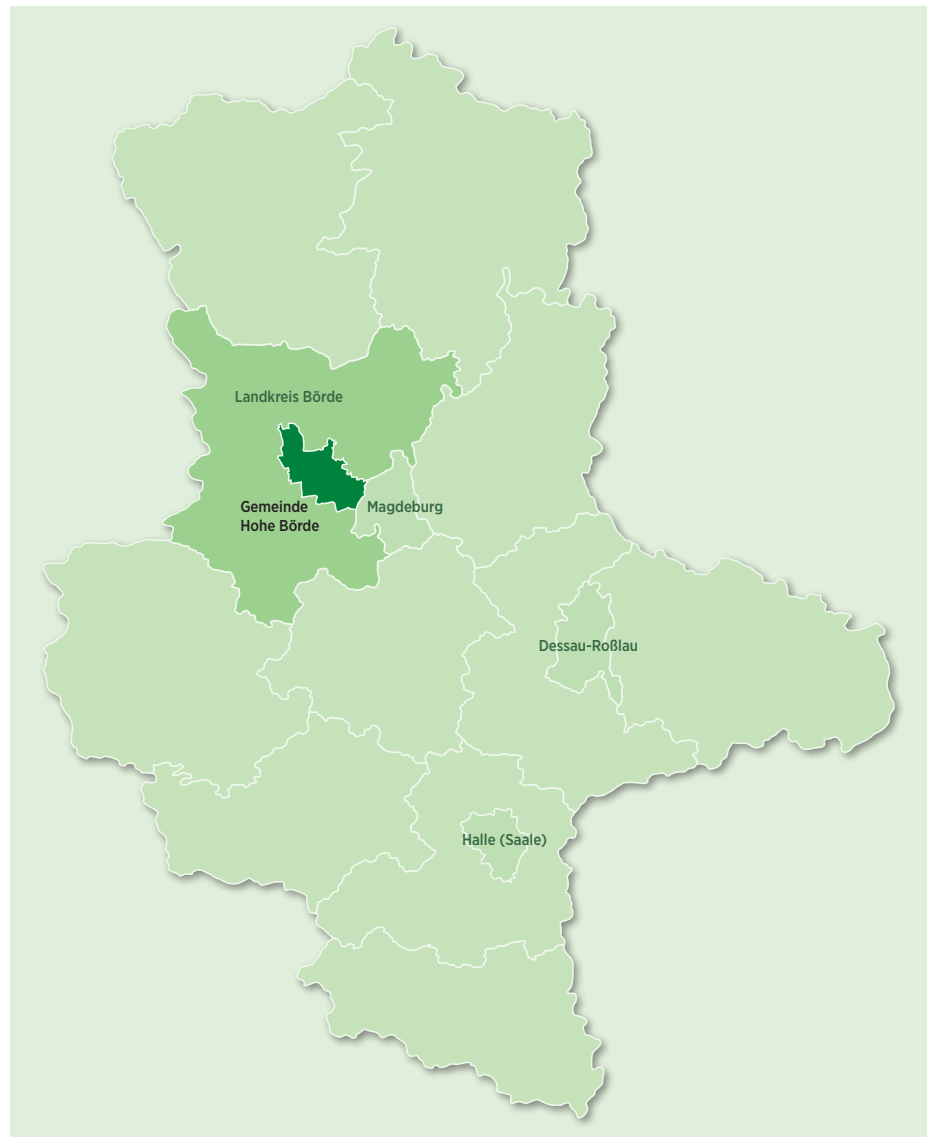 Landkreis Börde
Gemeinde
Hohe Börde
Magdeburg
Dessau-Roßlau
Halle (Saale)